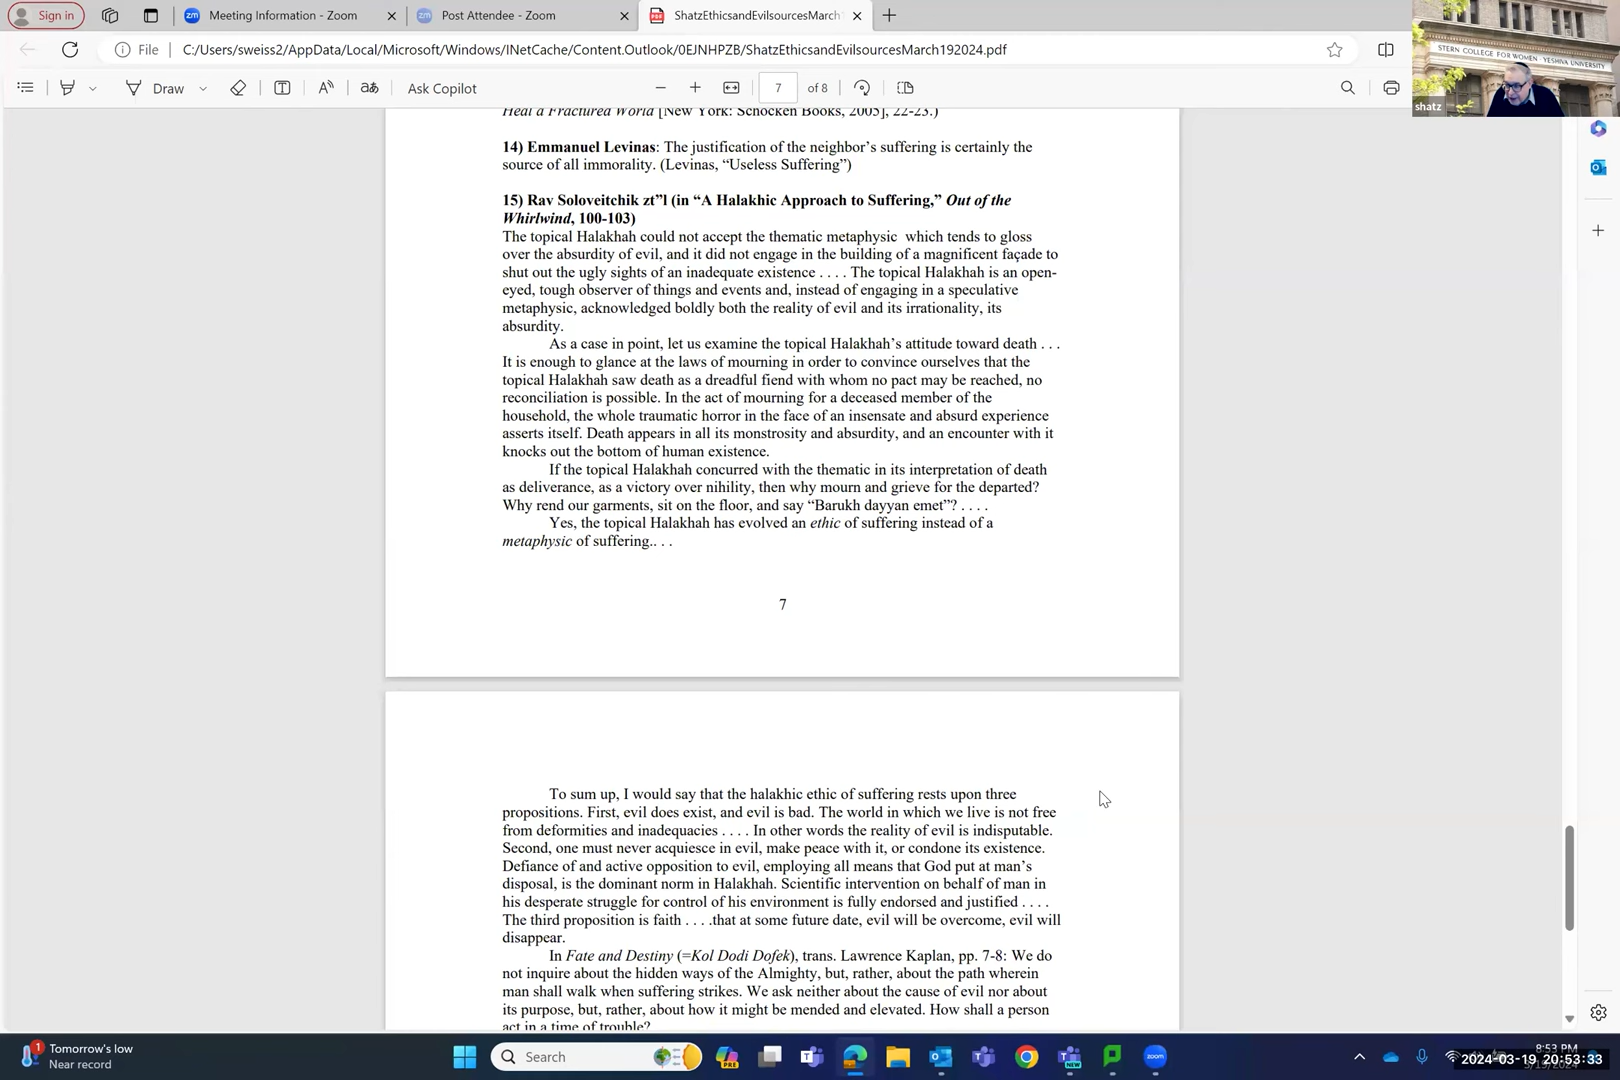 Sign in
Meeting Information - Zoom
Post Attendee - Zoom
ShatzEthicsandEvilsourcesMarch
File
C:/Users/sweiss2/AppData/Local/Microsoft/Windows/INetCache/Content.Outlook/0EJNHPZB/ShatzEthicsandEvilsourcesMarch192024.pdf
Draw
Ask Copilot
7 of 8
STERN COLLEGE FOR WOMEN · YESHIVA UNIVERSITY
shatz
Heal a Fractured World [New York: Schocken Books, 2005], 22-23.)
14) Emmanuel Levinas: The justification of the neighbor’s suffering is certainly the
source of all immorality. (Levinas, “Useless Suffering”)
15) Rav Soloveitchik zt”l (in “A Halakhic Approach to Suffering,” Out of the
Whirlwind, 100-103)
The topical Halakhah could not accept the thematic metaphysic which tends to gloss
over the absurdity of evil, and it did not engage in the building of a magnificent façade to
shut out the ugly sights of an inadequate existence . . . . The topical Halakhah is an open-
eyed, tough observer of things and events and, instead of engaging in a speculative
metaphysic, acknowledged boldly both the reality of evil and its irrationality, its
absurdity.
As a case in point, let us examine the topical Halakhah’s attitude toward death . . .
It is enough to glance at the laws of mourning in order to convince ourselves that the
topical Halakhah saw death as a dreadful fiend with whom no pact may be reached, no
reconciliation is possible. In the act of mourning for a deceased member of the
household, the whole traumatic horror in the face of an insensate and absurd experience
asserts itself. Death appears in all its monstrosity and absurdity, and an encounter with it
knocks out the bottom of human existence.
If the topical Halakhah concurred with the thematic in its interpretation of death
as deliverance, as a victory over nihility, then why mourn and grieve for the departed?
Why rend our garments, sit on the floor, and say “Barukh dayyan emet”? . . . .
Yes, the topical Halakhah has evolved an ethic of suffering instead of a
metaphysic of suffering.. . .
7
To sum up, I would say that the halakhic ethic of suffering rests upon three
propositions. First, evil does exist, and evil is bad. The world in which we live is not free
from deformities and inadequacies . . . . In other words the reality of evil is indisputable.
Second, one must never acquiesce in evil, make peace with it, or condone its existence.
Defiance of and active opposition to evil, employing all means that God put at man’s
disposal, is the dominant norm in Halakhah. Scientific intervention on behalf of man in
his desperate struggle for control of his environment is fully endorsed and justified . . . .
The third proposition is faith . . . .that at some future date, evil will be overcome, evil will
disappear.
In Fate and Destiny (=Kol Dodi Dofek), trans. Lawrence Kaplan, pp. 7-8: We do
not inquire about the hidden ways of the Almighty, but, rather, about the path wherein
man shall walk when suffering strikes. We ask neither about the cause of evil nor about
its purpose, but, rather, about how it might be mended and elevated. How shall a person
act in a time of trouble?
1
Tomorrow's low
Near record
Search
PRE
NEW
zoom
8:53 PM
2024-03-19 20:53:33